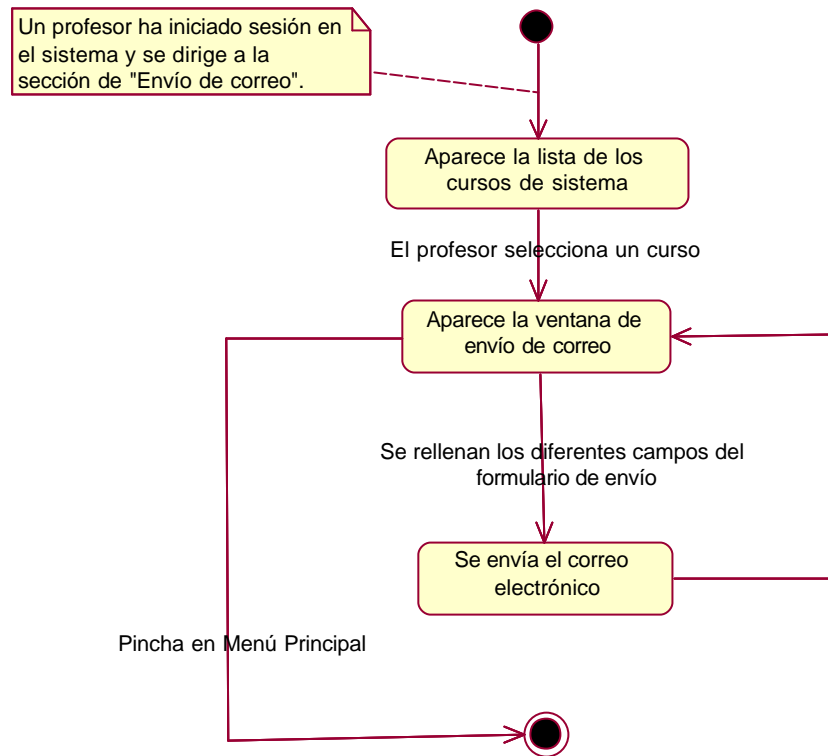 Un profesor ha iniciado sesión en
el sistema y se dirige a la
sección de "Envío de correo".
Aparece la lista de los
cursos de sistema
El profesor selecciona un curso
Aparece la ventana de
envío de correo
Se rellenan los diferentes campos del
formulario de envío
Se envía el correo
electrónico
Pincha en Menú Principal